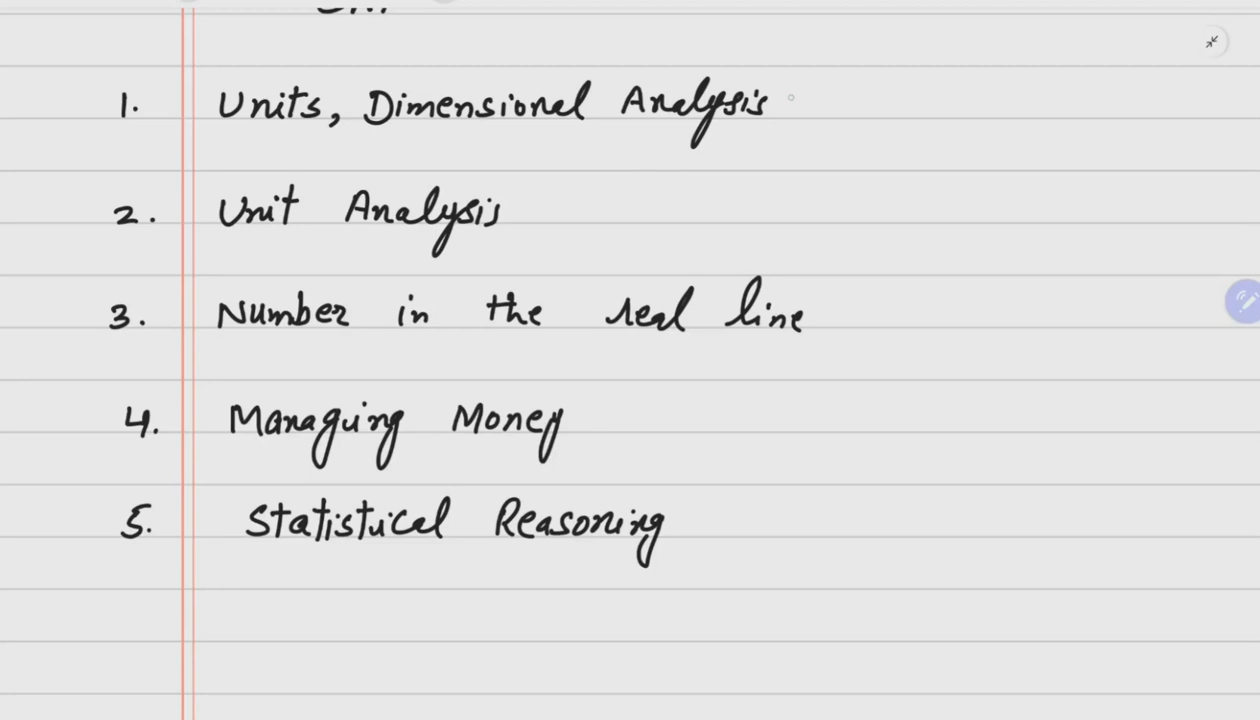 1. Units, Dimensional Analysis
2. Unit Analysis
3. Number in the real line
4. Managing Money
5. Statistical Reasoning